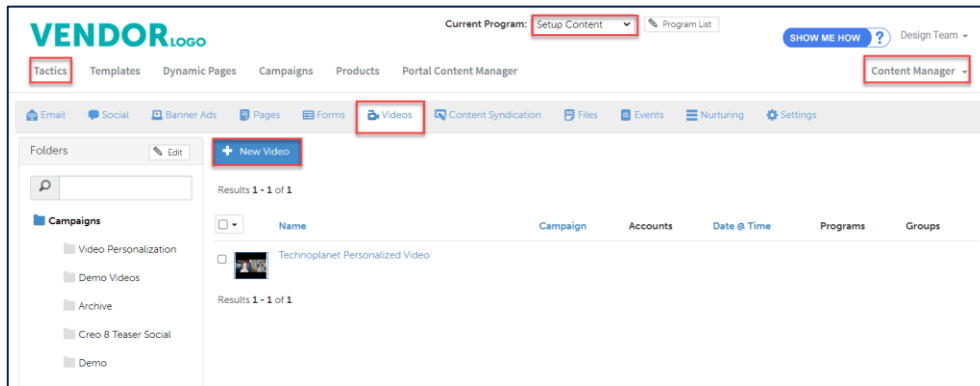 VENDOR LOGO
Current Program: Setup Content Program List
SHOW ME HOW ? Design Team
Tactics Templates Dynamic Pages Campaigns Products Portal Content Manager Content Manager
Email Social Banner Ads Pages Forms Videos Content Syndication Files Events Nurturing Settings
Folders Edit
+ New Video
Results 1 - 1 of 1
Campaigns
Name Campaign Accounts Date @ Time Programs Groups
Video Personalization
Technoplanet Personalized Video
Demo Videos
Archive
Results 1 - 1 of 1
Creo 8 Teaser Social
Demo